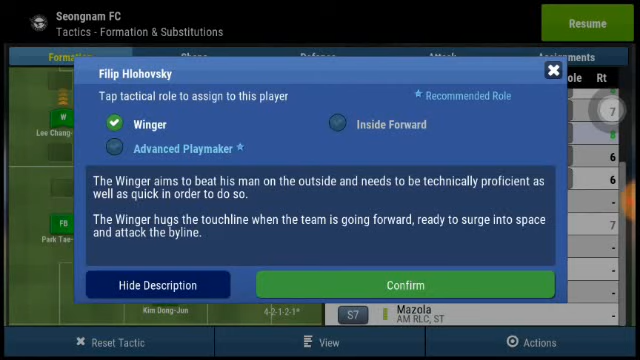 Seongnam FC
Tactics - Formation & Substitutions
Resume
Assignments
Filip Hlohovsky
Tap tactical role to assign to this player
Recommended Role
Winger
Inside Forward
Advanced Playmaker
The Winger aims to beat his man on the outside and needs to be technically proficient as
well as quick in order to do so.
The Winger hugs the touchline when the team is going forward, ready to surge into space
and attack the byline.
Hide Description
Confirm
W
Lee Chang-
FB
Park Tae-
Kim Dong-Jun
4-2-1-2-1*
Rt
7
8
6
6
-
7
-
-
-
S7
Mazola
AM RLC, ST
-
Reset Tactic
View
Actions